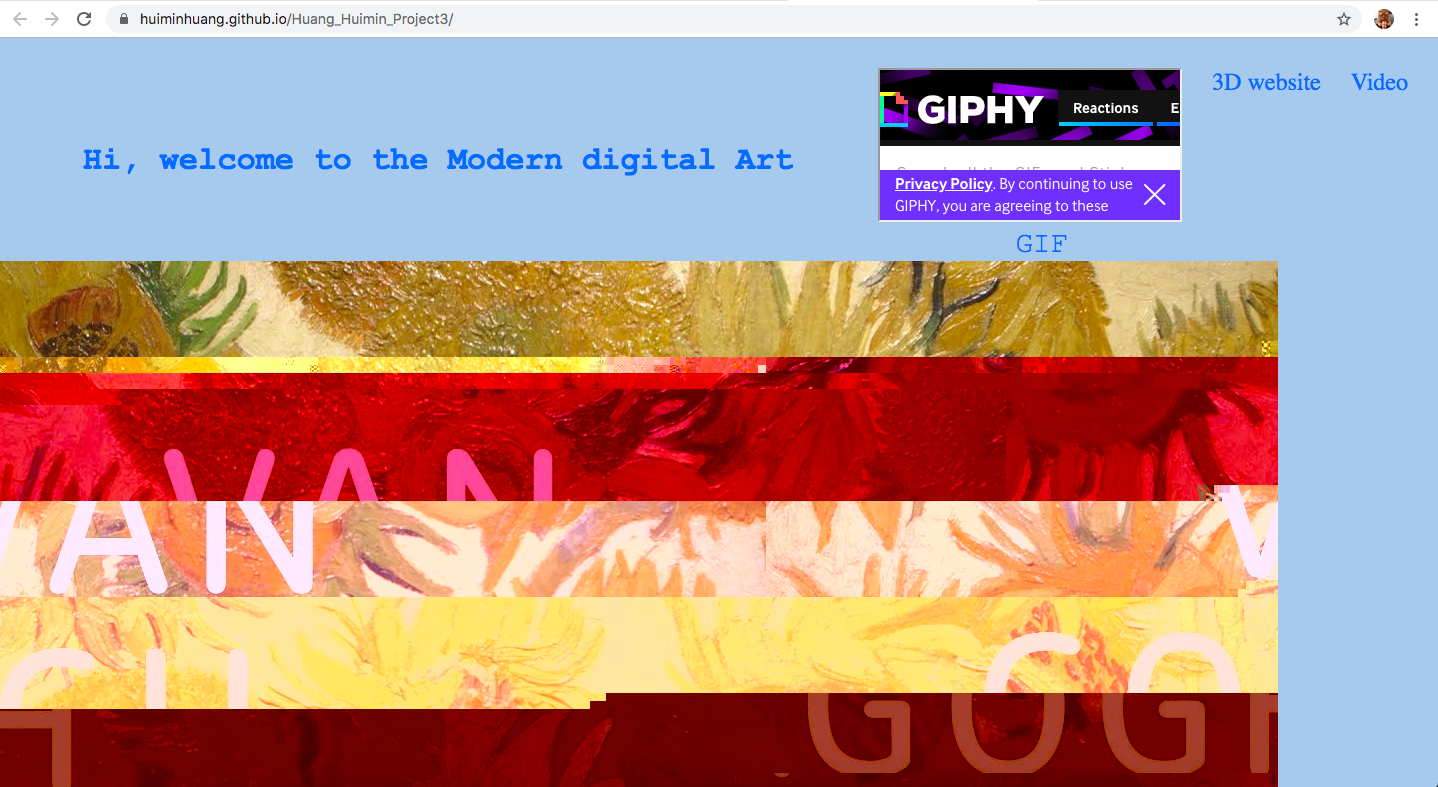 huiminhuang.github.io/Huang_Huimin_Project3/
GIPHY
Reactions
E
3D website
Video
Hi, welcome to the Modern digital Art
Privacy Policy. By continuing to use
GIPHY, you are agreeing to these
GIF
VAN
VAN
V
GOGH